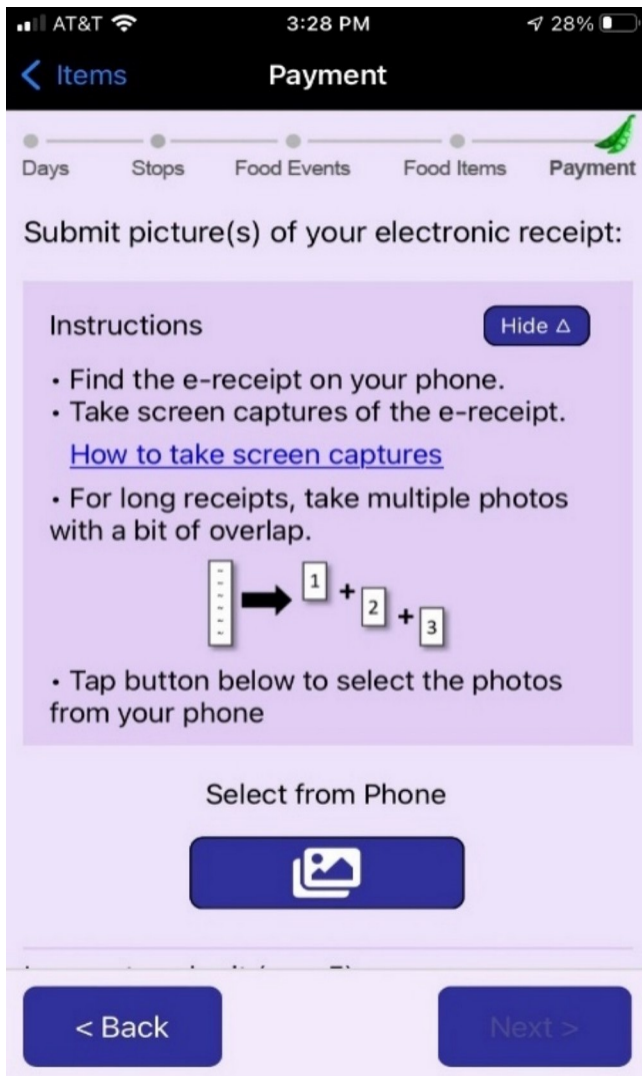 AT&T 3:28 PM 28%
Items Payment
Days Stops Food Events Food Items Payment
Submit picture(s) of your electronic receipt:
Instructions Hide △
• Find the e-receipt on your phone.
• Take screen captures of the e-receipt.
How to take screen captures
• For long receipts, take multiple photos
with a bit of overlap.
1 + 2 + 3
• Tap button below to select the photos
from your phone
Select from Phone
< Back Next >